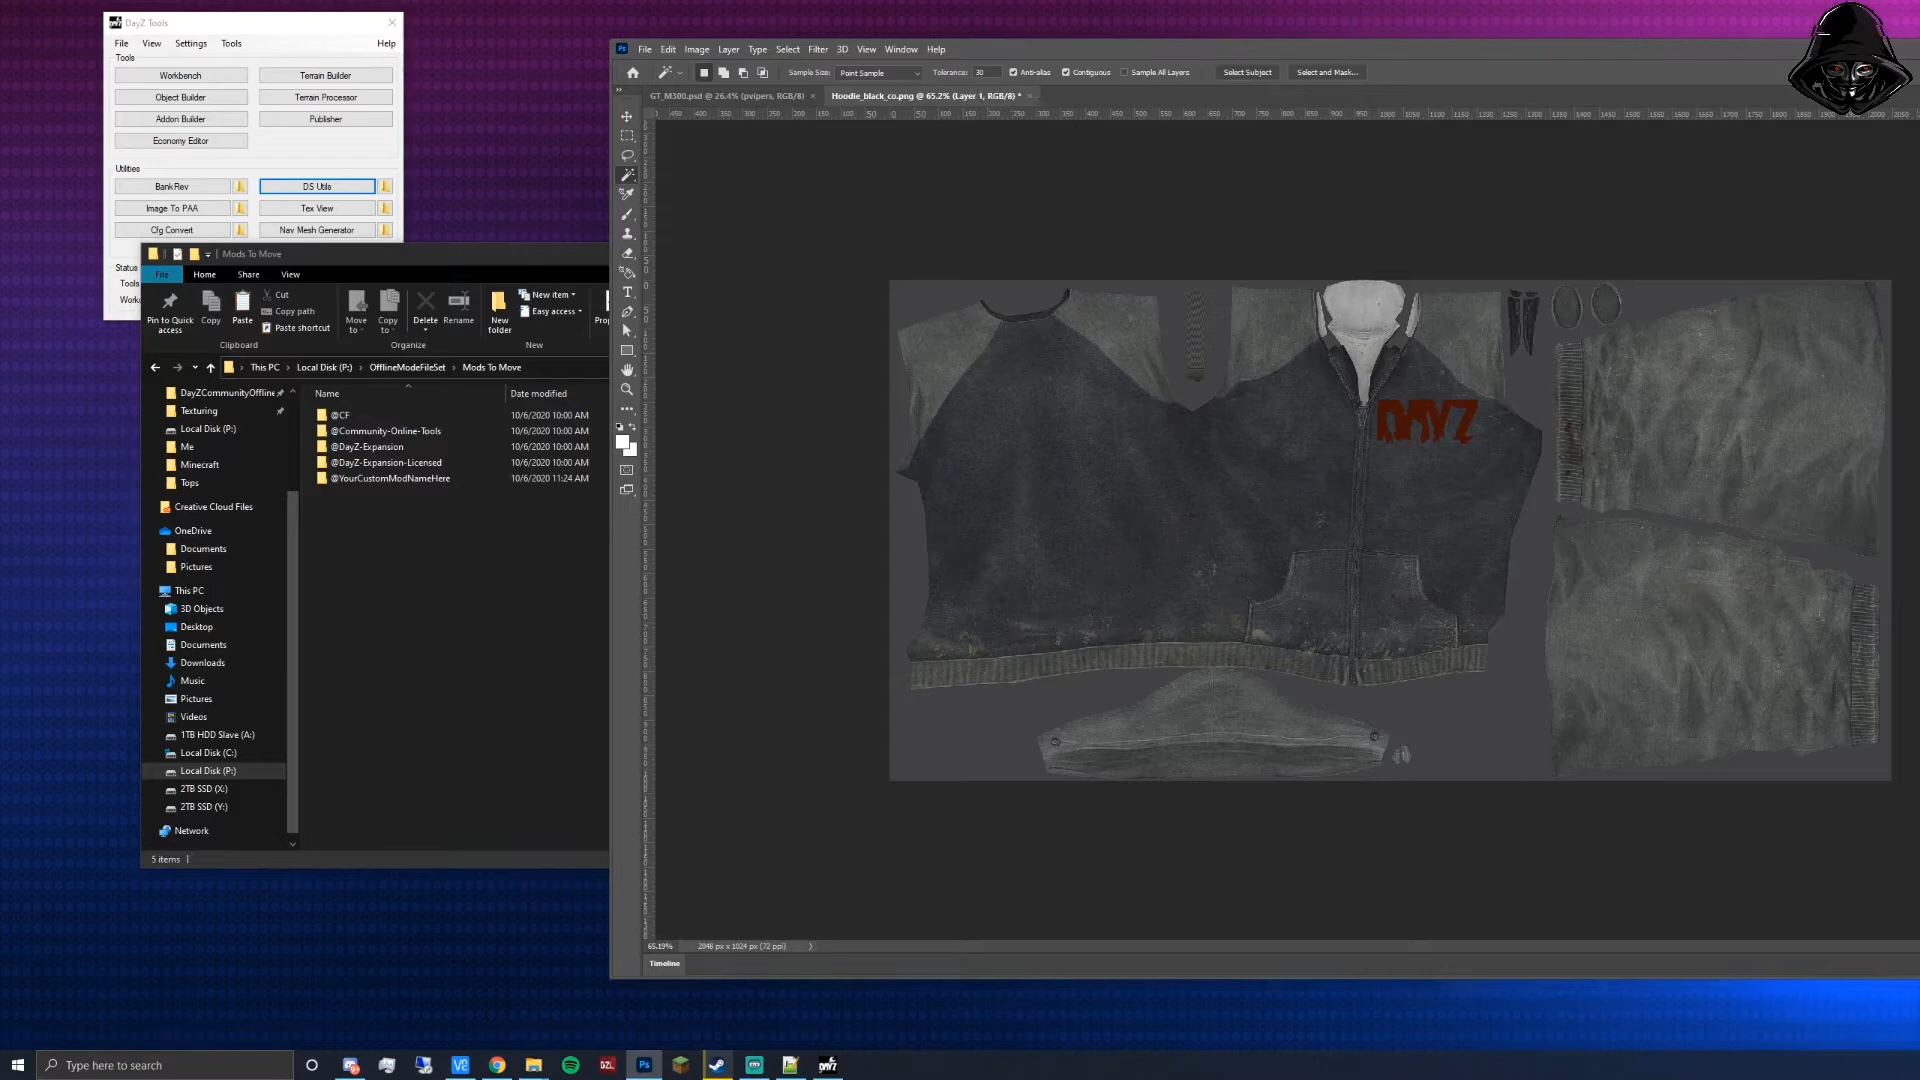 DayZ Tools
File View Settings Tools Help
Tools
Workbench Terrain Builder
Object Builder Terrain Processor
Addon Builder Publisher
Economy Editor
Utilities
BankRev DS Utils
Image To PAA Tex View
Cfg Convert Nav Mesh Generator
Status
Tools
Mods To Move
File Home Share View
Pin to Quick access
Copy
Paste
Cut
Copy path
Paste shortcut
Move to
Copy to
Delete
Rename
New folder
New item
Easy access
Clipboard Organize New
This PC > Local Disk (P:) > OfflineModeFileSet > Mods To Move
DayZCommunityOffline
Texturing
Local Disk (P:)
Me
Minecraft
Tops
Creative Cloud Files
OneDrive
Documents
Pictures
This PC
3D Objects
Desktop
Documents
Downloads
Music
Pictures
Videos
1TB HDD Slave (A:)
Local Disk (C:)
Local Disk (P:)
2TB SSD (X:)
2TB SSD (Y:)
Network
Name Date modified
@CF 10/6/2020 10:00 AM
@Community-Online-Tools 10/6/2020 10:00 AM
@DayZ-Expansion 10/6/2020 10:00 AM
@DayZ-Expansion-Licensed 10/6/2020 10:00 AM
@YourCustomModNameHere 10/6/2020 11:24 AM
5 items
Ps File Edit Image Layer Type Select Filter 3D View Window Help
Sample Size: Point Sample Tolerance: 30 Anti-alias Contiguous Sample All Layers Select Subject Select and Mask...
GT_M300.psd @ 26.4% (pvipers, RGB/8) × Hoodie_black_co.png @ 65.2% (Layer 1, RGB/8) * ×
DAYZ
65.19% 2048 px x 1024 px (72 ppi)
Timeline
Type here to search
DZL
Ps
DAYZ